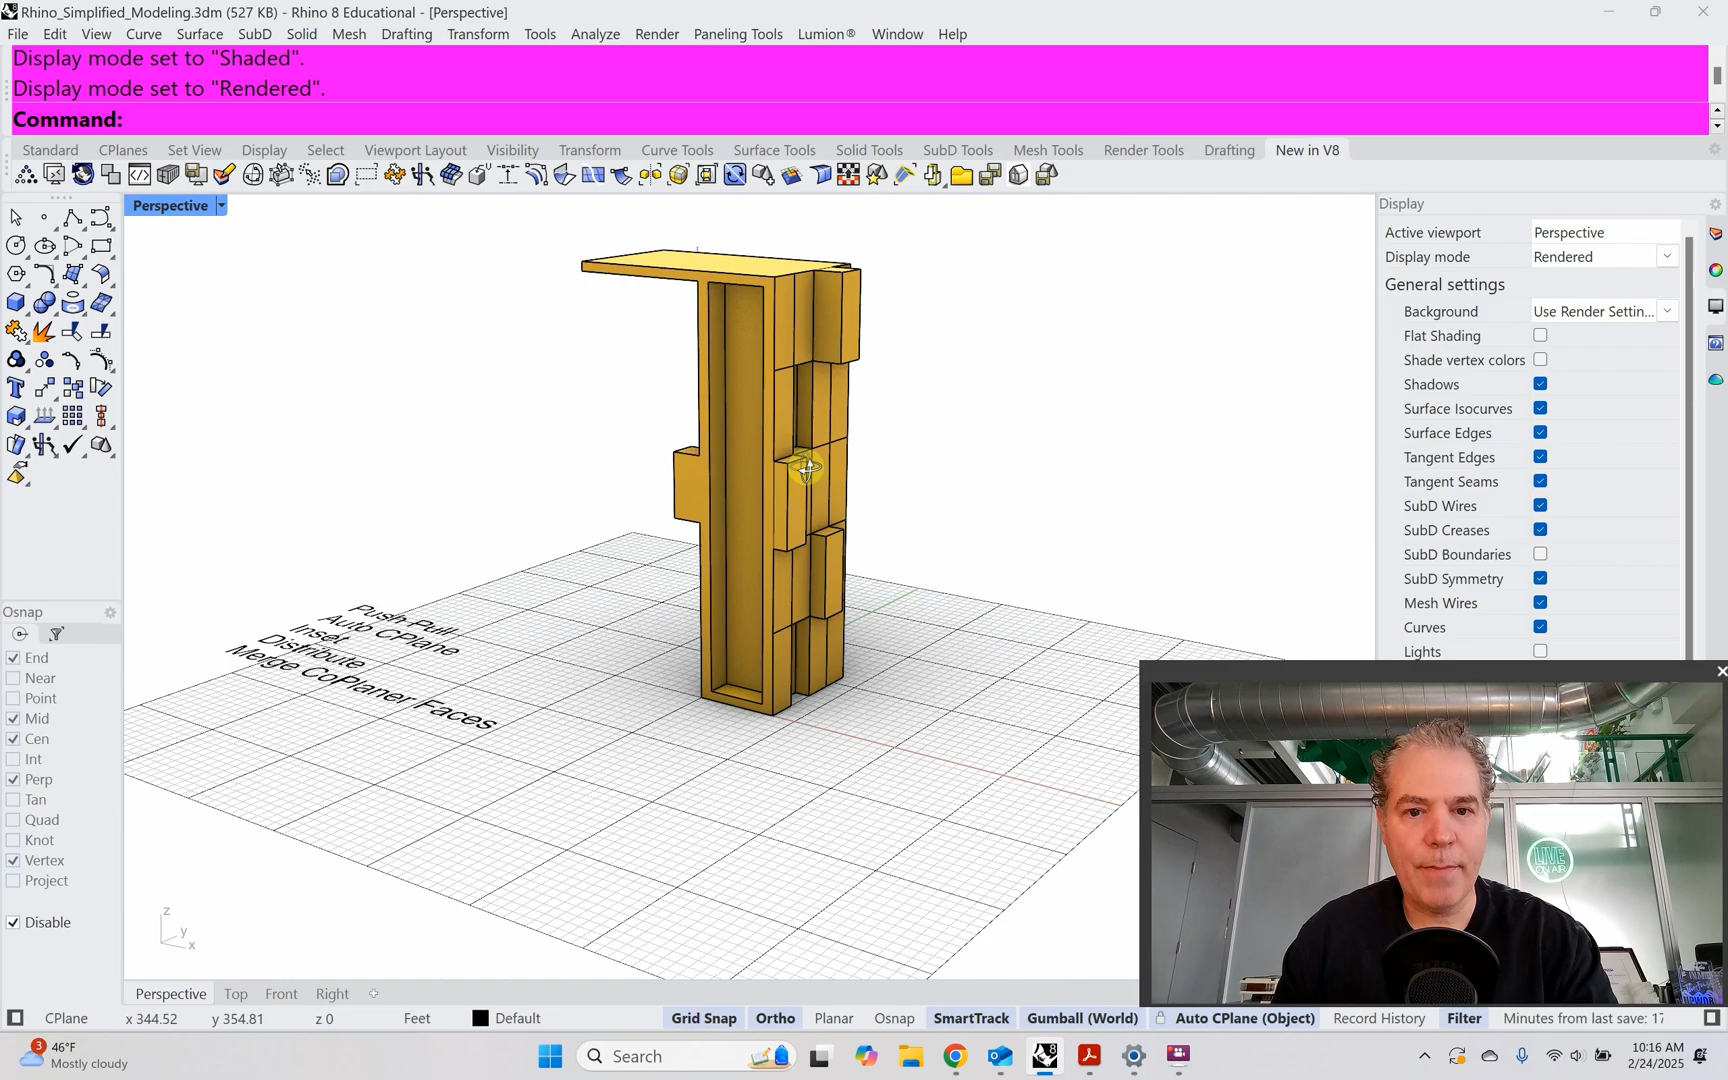 Rhino_Simplified_Modeling.3dm (527 KB) - Rhino 8 Educational - [Perspective]
File Edit View Curve Surface SubD Solid Mesh Drafting Transform Tools Analyze Render Paneling Tools Lumion® Window Help
Display mode set to "Shaded".
Display mode set to "Rendered".
Command:
Standard CPlanes Set View Display Select Viewport Layout Visibility Transform Curve Tools Surface Tools Solid Tools SubD Tools Mesh Tools Render Tools Drafting New in V8
Perspective
Display
Active viewport Perspective
Display mode Rendered
General settings
Background Use Render Settin...
Flat Shading
Shade vertex colors
Shadows
Surface Isocurves
Surface Edges
Tangent Edges
Tangent Seams
SubD Wires
SubD Creases
SubD Boundaries
SubD Symmetry
Mesh Wires
Curves
Lights
Push-Pull
Auto CPlane
Inset
Distribute
Merge CoPlaner Faces
Osnap
End
Near
Point
Mid
Cen
Int
Perp
Tan
Quad
Knot
Vertex
Project
Disable
z
y
x
LIVE
ON AIR
Perspective Top Front Right
CPlane x 344.52 y 354.81 z 0 Feet Default Grid Snap Ortho Planar Osnap SmartTrack Gumball (World) Auto CPlane (Object) Record History Filter Minutes from last save: 17
3
46°F
Mostly cloudy
Search
8
10:16 AM
2/24/2025